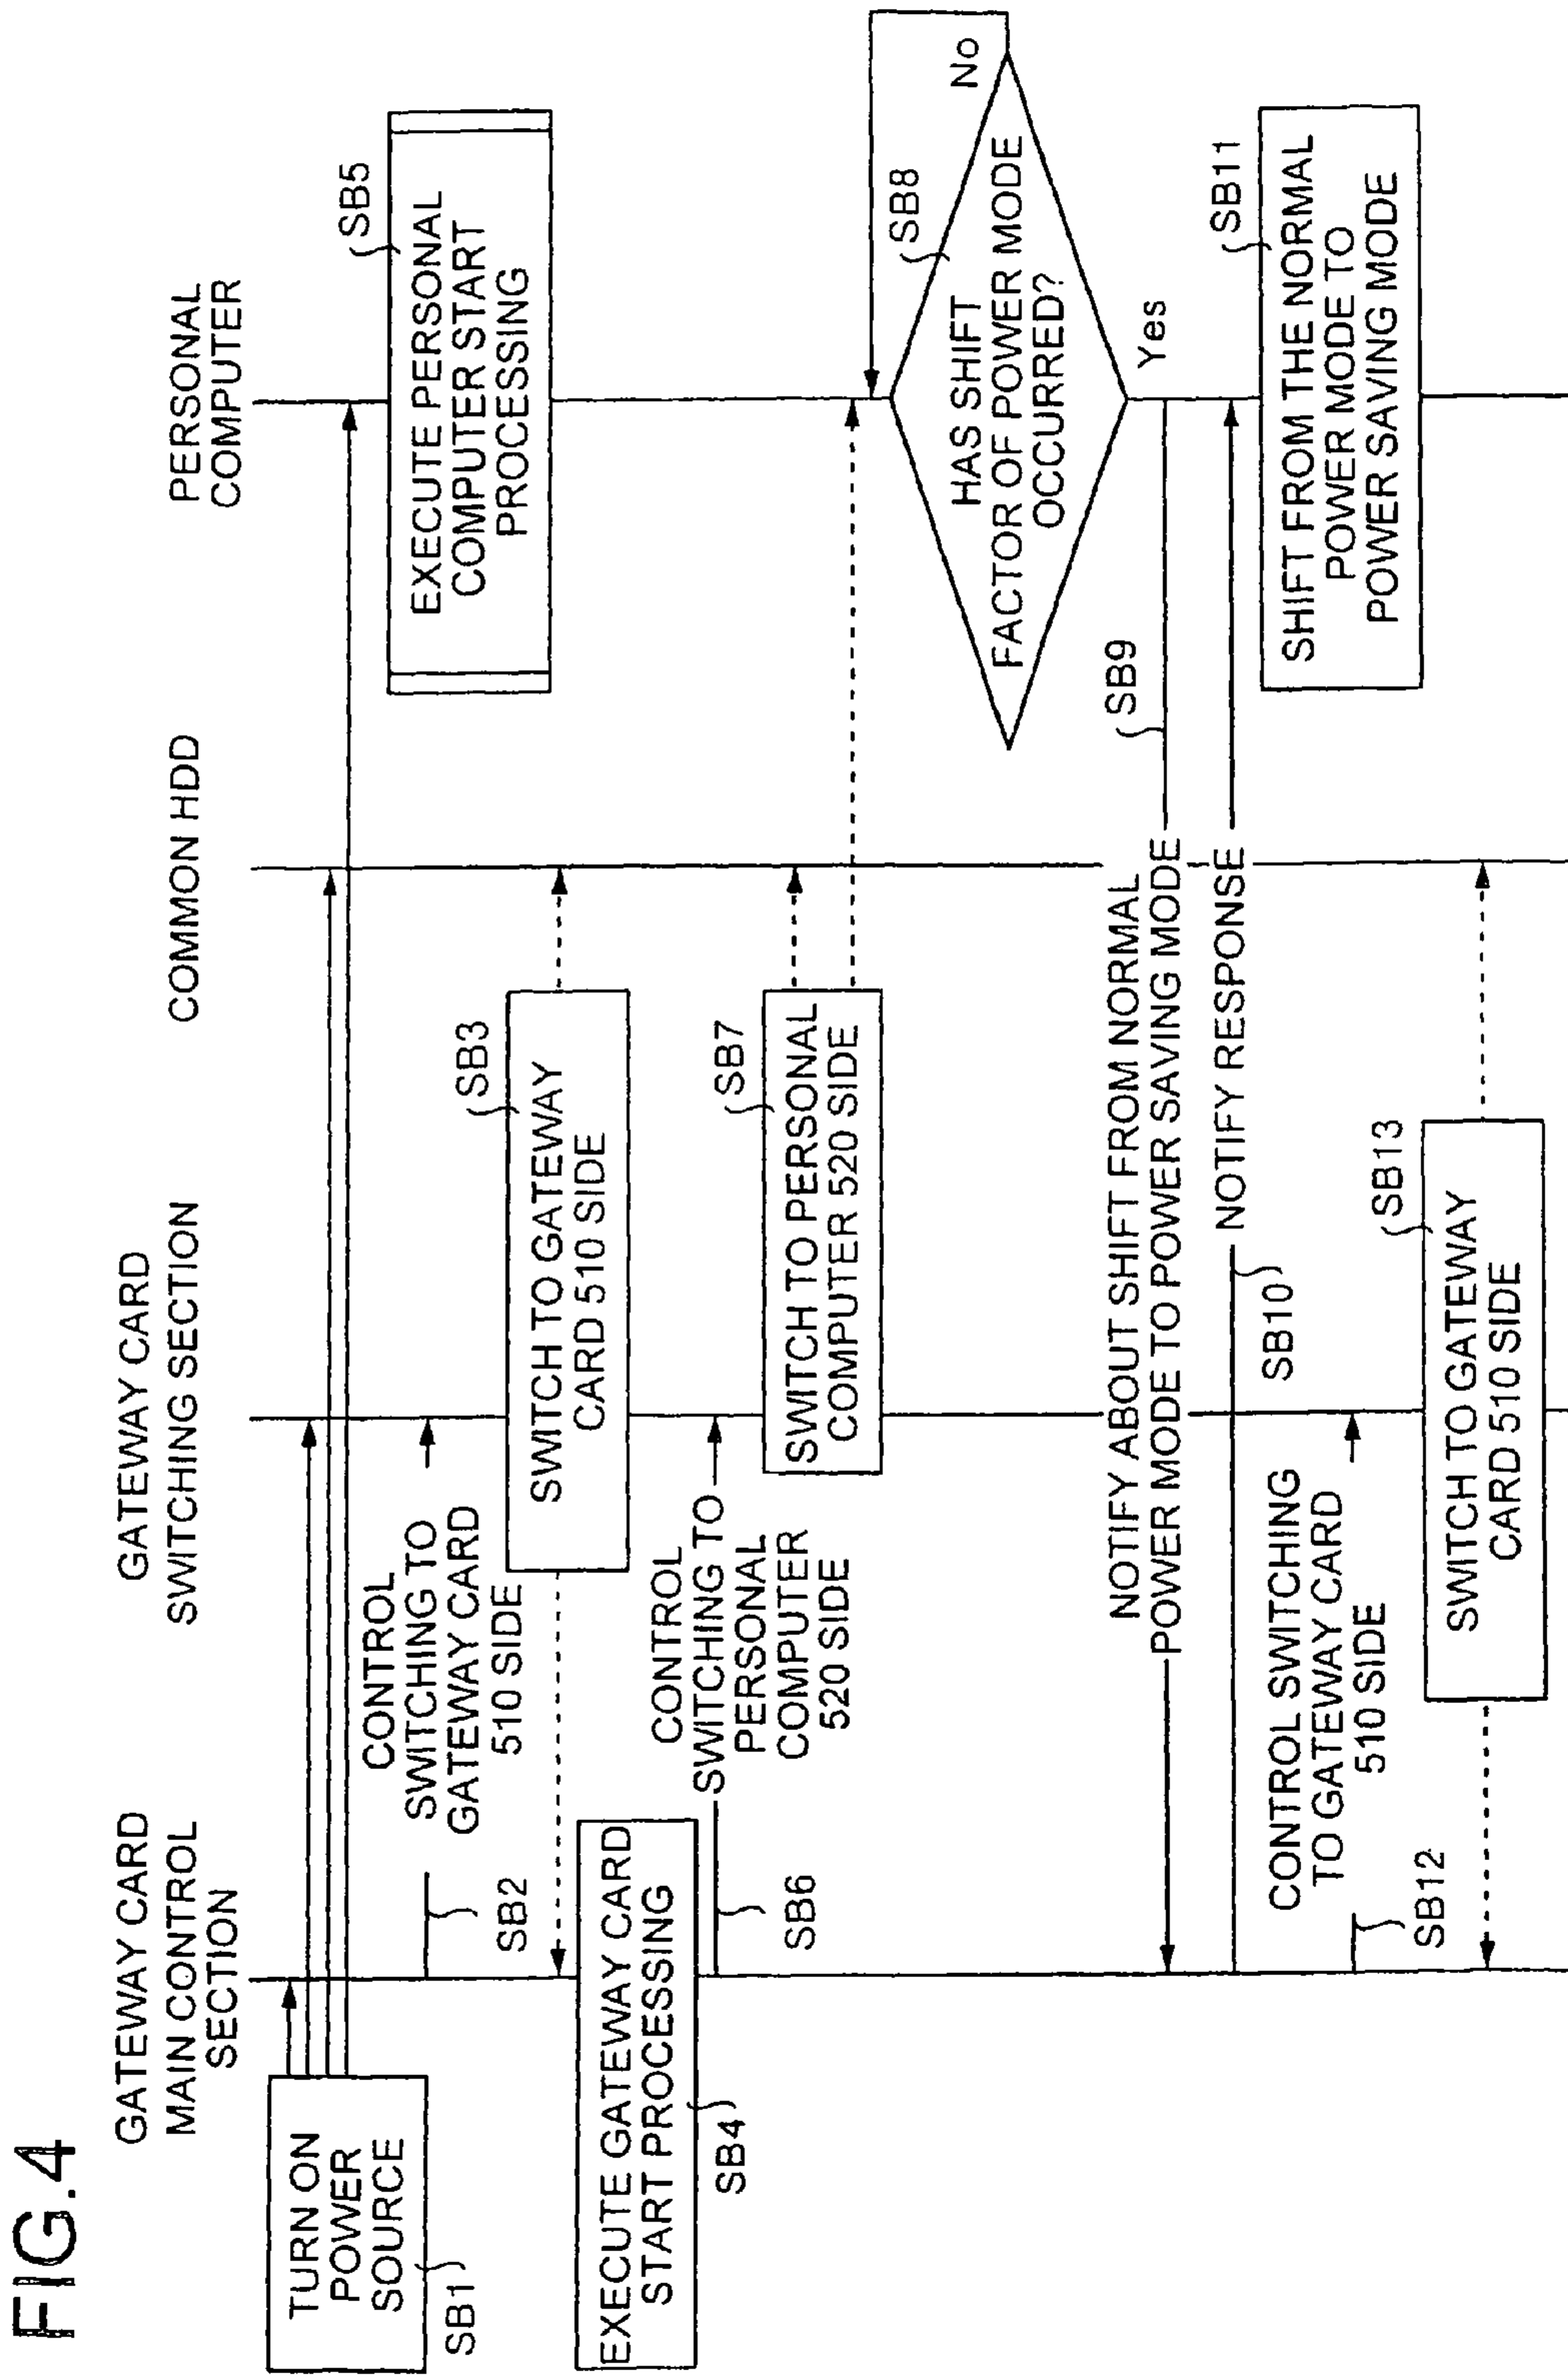 FIG.4
GATEWAY CARD
MAIN CONTROL
SECTION
GATEWAY CARD
SWITCHING SECTION
COMMON HDD
PERSONAL
COMPUTER
TURN ON
POWER
SOURCE
SB1
CONTROL
SWITCHING TO
GATEWAY CARD
510 SIDE
SB2
SWITCH TO GATEWAY
CARD 510 SIDE
SB3
EXECUTE GATEWAY CARD
START PROCESSING
SB4
EXECUTE PERSONAL
COMPUTER START
PROCESSING
SB5
CONTROL
SWITCHING TO
PERSONAL
COMPUTER
520 SIDE
SB6
SWITCH TO PERSONAL
COMPUTER 520 SIDE
SB7
HAS SHIFT
FACTOR OF POWER MODE
OCCURRED?
SB8
No
Yes
NOTIFY ABOUT SHIFT FROM NORMAL
POWER MODE TO POWER SAVING MODE
SB9
NOTIFY RESPONSE
SB10
SHIFT FROM THE NORMAL
POWER MODE TO
POWER SAVING MODE
SB11
CONTROL SWITCHING
TO GATEWAY CARD
510 SIDE
SB12
SWITCH TO GATEWAY
CARD 510 SIDE
SB13